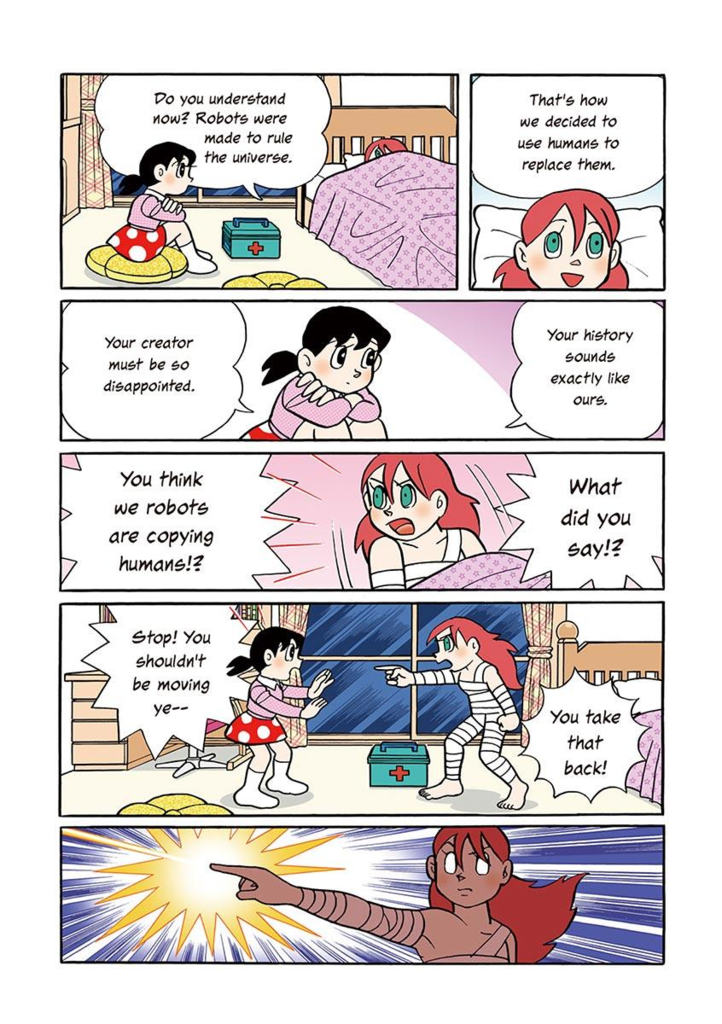 That's how
we decided to
use humans to
replace them.
Do you understand
now? Robots were
made to rule
the universe.
Your history
sounds
exactly like
ours.
Your creator
must be so
disappointed.
What
did you
say!?
You think
we robots
are copying
humans!?
You take
that
back!
Stop! You
shouldn't
be moving
ye--